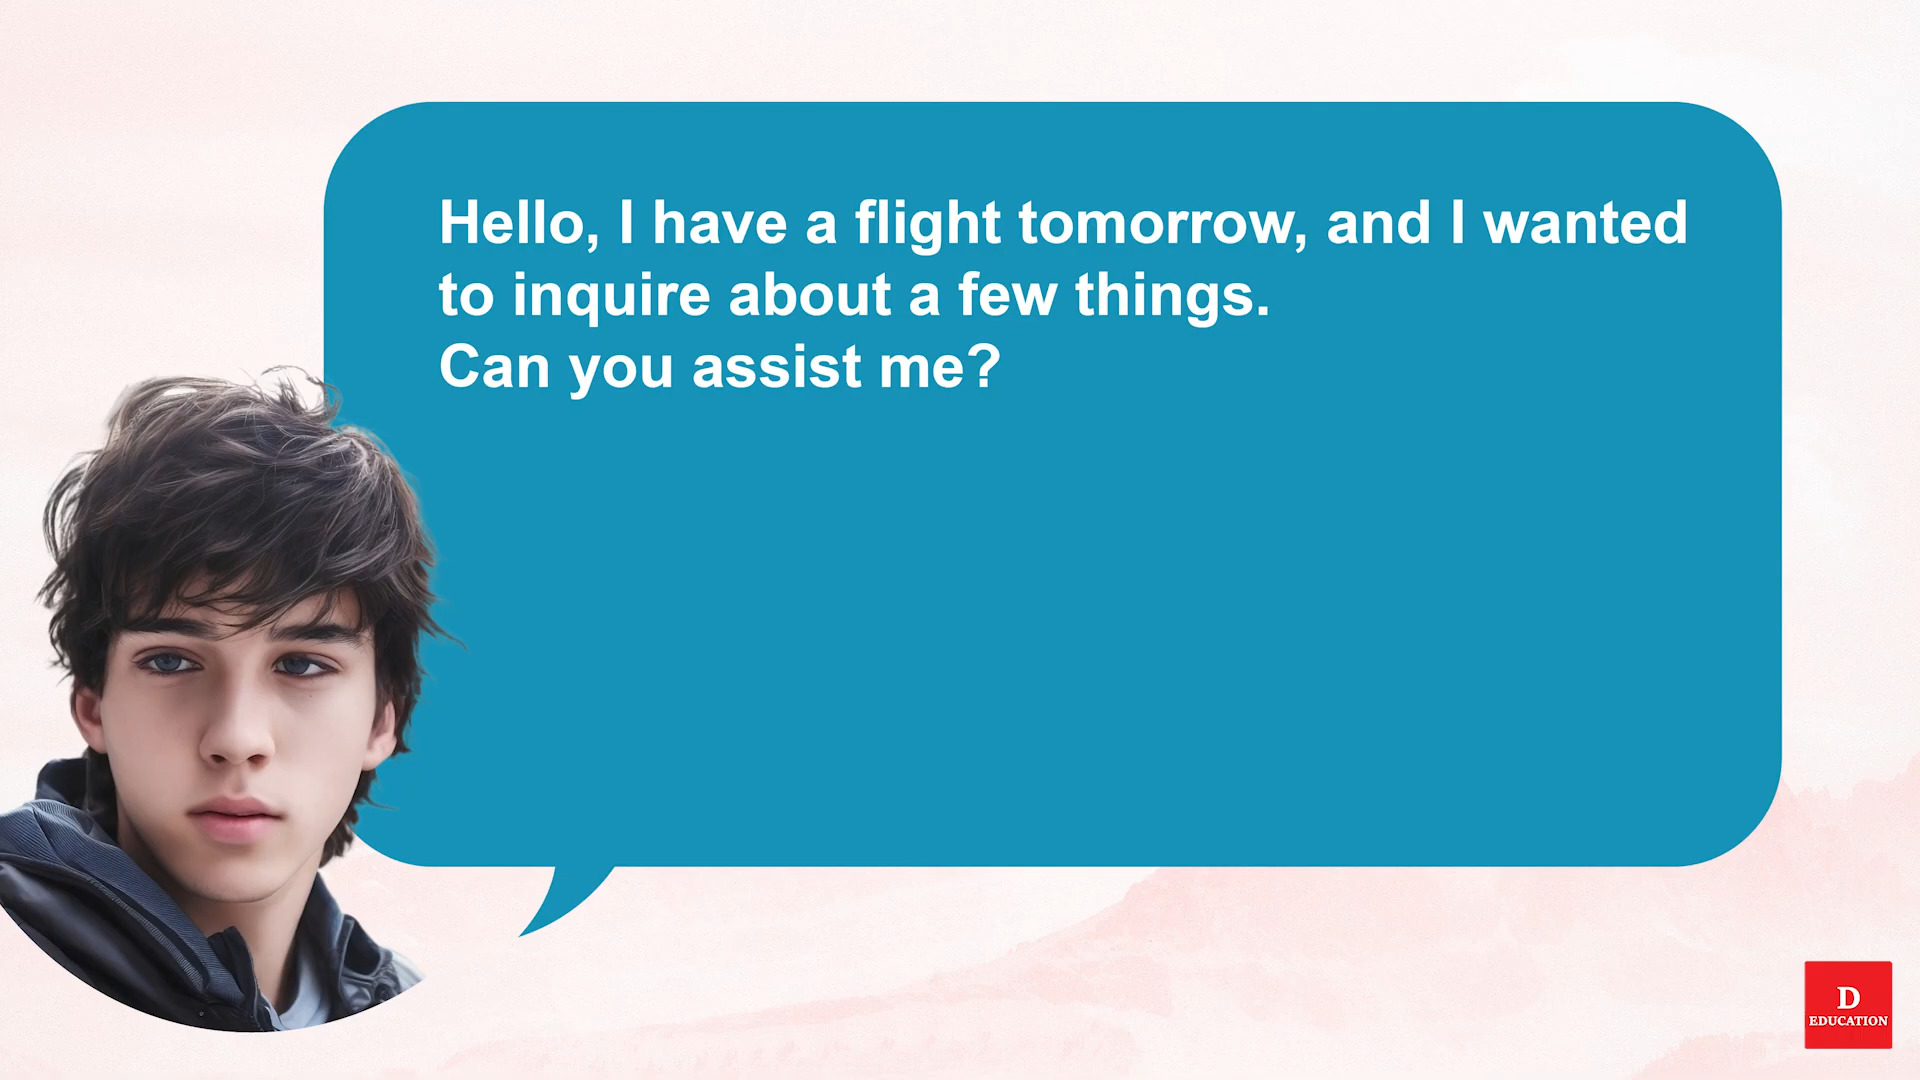 Hello, I have a flight tomorrow, and I wanted
to inquire about a few things.
Can you assist me?
D
EDUCATION